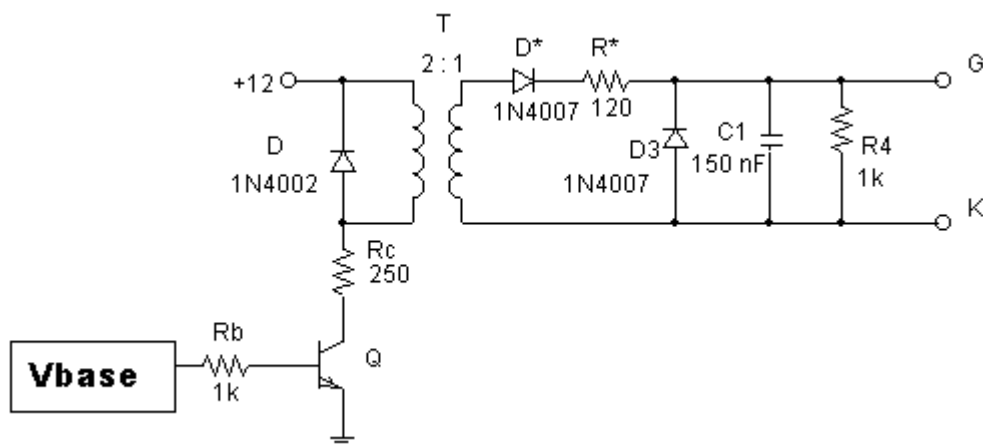 T
2 : 1
D*
R*
G
+12
1N4007
120
D
1N4002
D3
1N4007
C1
150 nF
R4
1k
K
Rc
250
Rb
1k
Vbase
Q